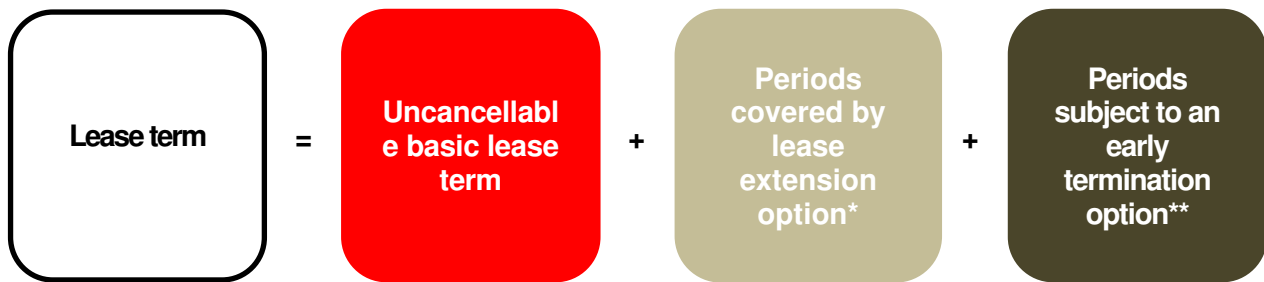 Lease term
=
Uncancellabl
e basic lease
term
+
Periods
covered by
lease
extension
option*
+
Periods
subject to an
early
termination
option**